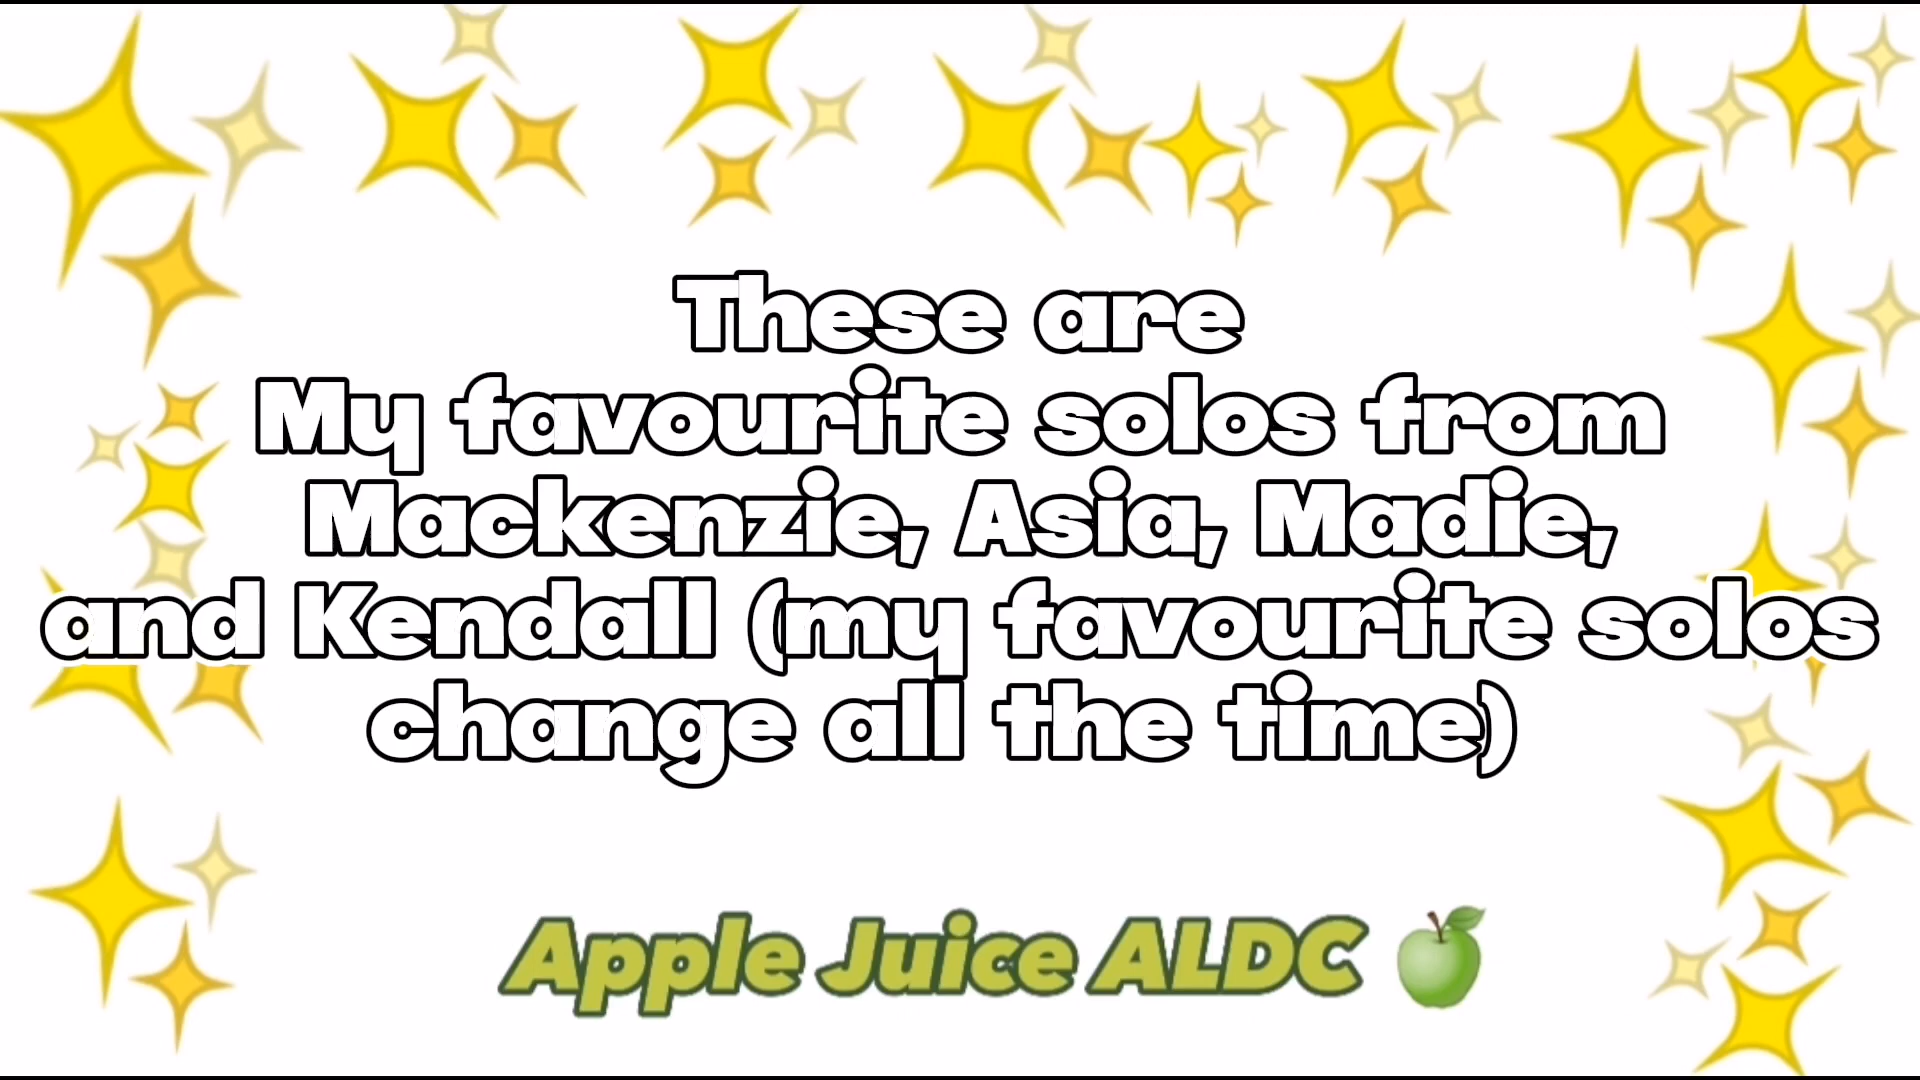 These are
My favourite solos from
Mackenzie, Asia, Madie,
and Kendall (my favourite solos
change all the time)
Apple Juice ALDC 🍏